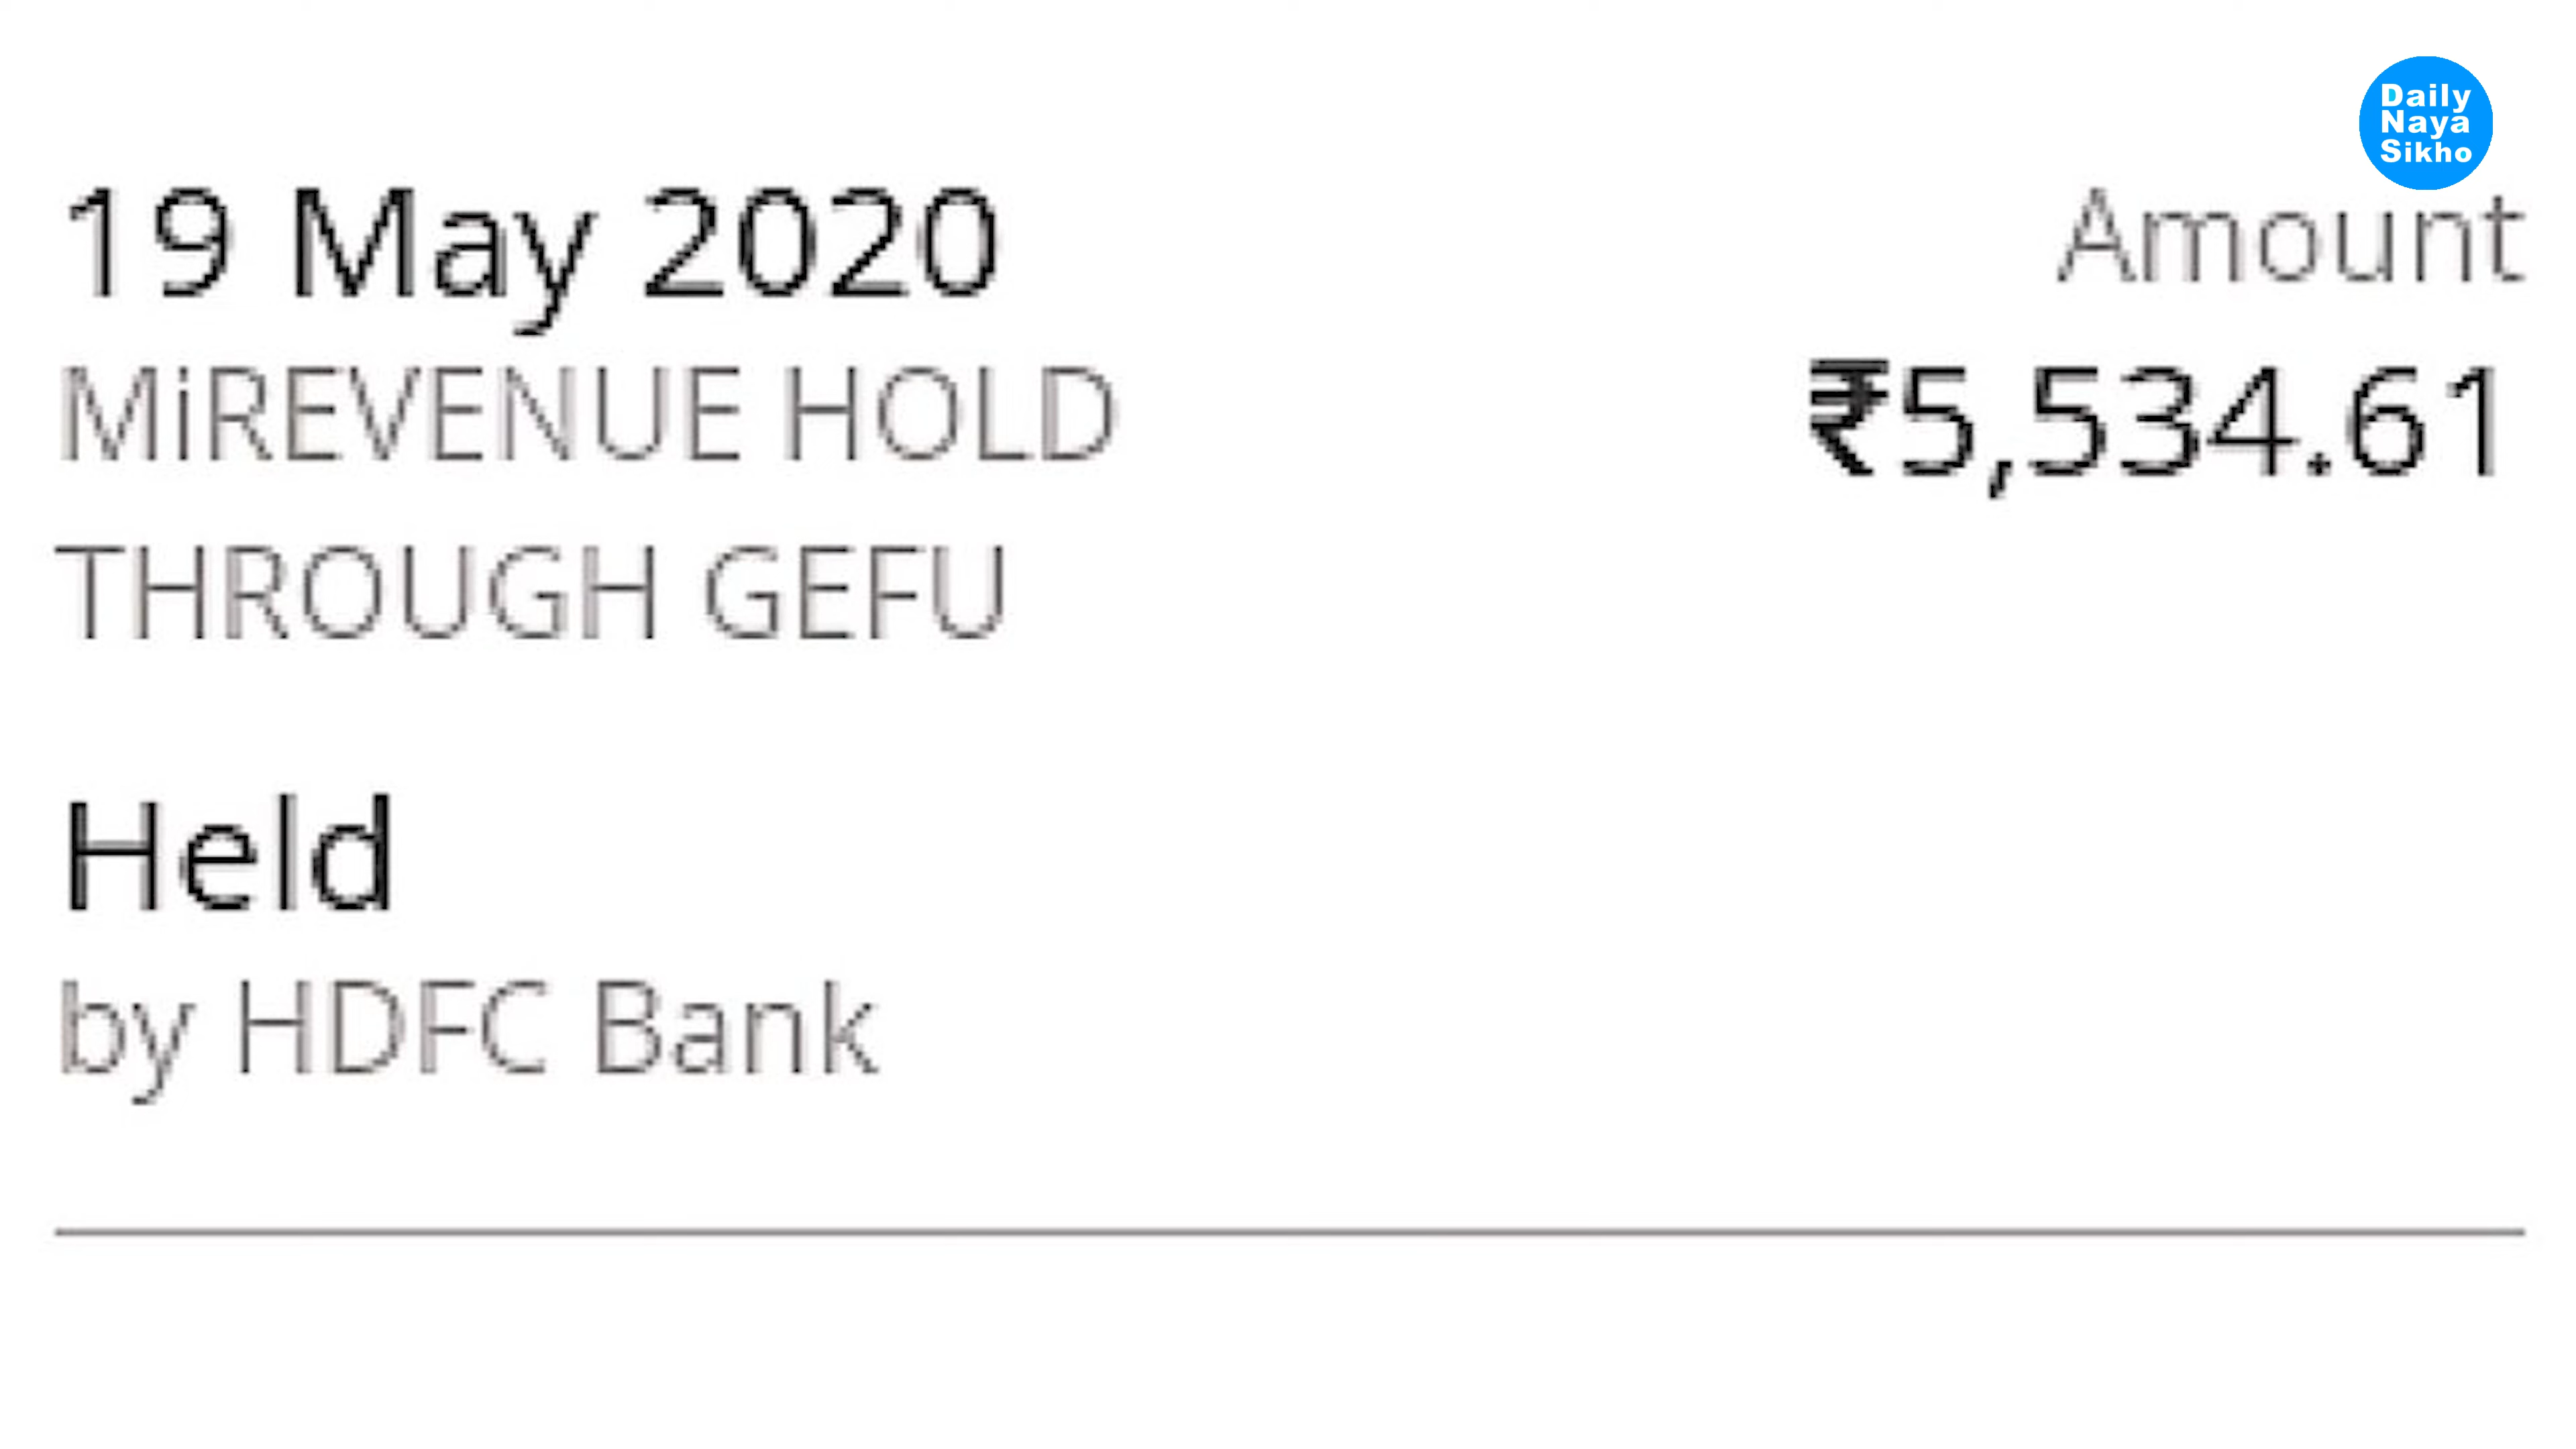 Daily
Naya
Sikho
19 May 2020
MiREVENUE HOLD
THROUGH GEFU
Amount
₹5,534.61
Held
by HDFC Bank